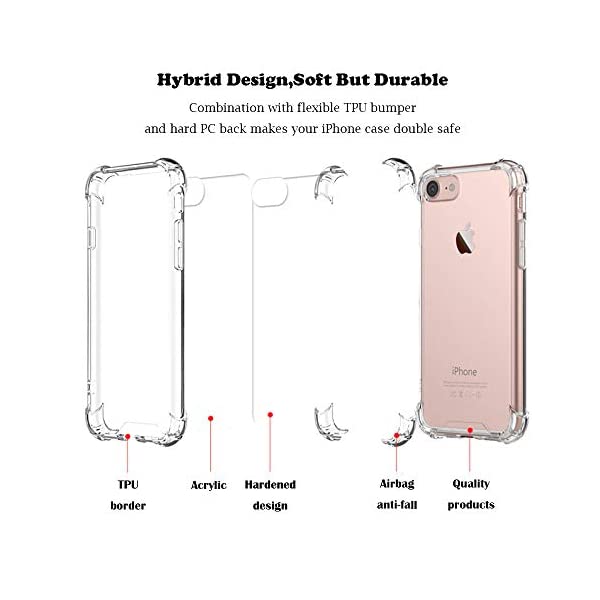 Hybrid Design,Soft But Durable
Combination with flexible TPU bumper
and hard PC back makes your iPhone case double safe
iPhone
TPU
border
Acrylic
Hardened
design
Airbag
anti-fall
Quality
products